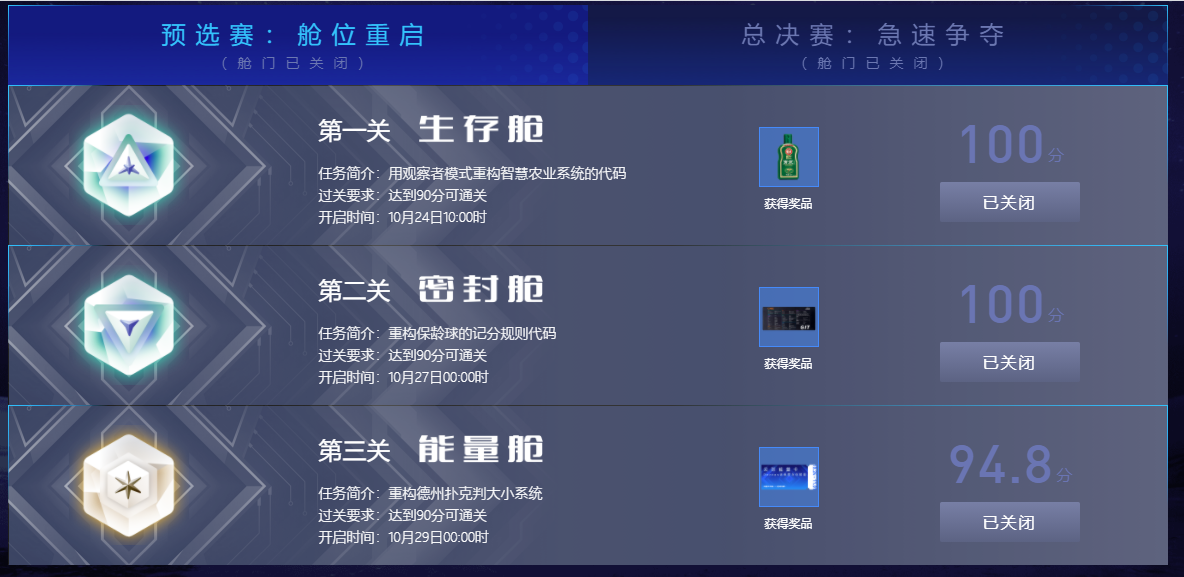 预选赛：舱位重启
（舱门已关闭）
总决赛：急速争夺
（舱门已关闭）
第一关 生存舱
任务简介：用观察者模式重构智慧农业系统的代码
过关要求：达到90分可通关
开启时间：10月24日10:00时
获得奖品
100分
已关闭
第二关 密封舱
任务简介：重构保龄球的记分规则代码
过关要求：达到90分可通关
开启时间：10月27日00:00时
获得奖品
100分
已关闭
第三关 能量舱
任务简介：重构德州扑克判大小系统
过关要求：达到90分可通关
开启时间：10月29日00:00时
获得奖品
94.8分
已关闭